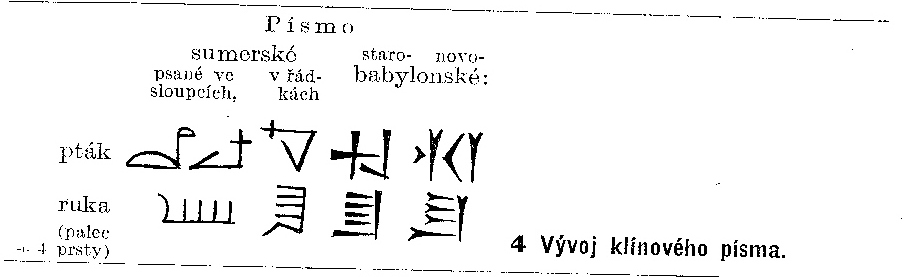 Písmo
sumerské staro- novo-
psané ve v řád- babylonské:
sloupcích, kách
pták
ruka
(palec
+ 4 prsty)
4 Vývoj klínového písma.